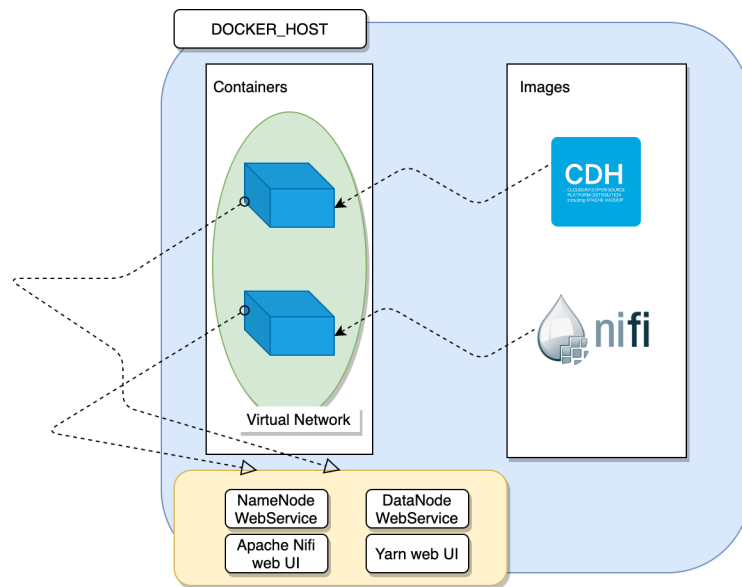 DOCKER_HOST
Containers
Images
CDH
CLOUDERA'S OPEN SOURCE
PLATFORM DISTRIBUTION
including APACHE HADOOP
nifi
Virtual Network
NameNode
WebService
DataNode
WebService
Apache Nifi
web UI
Yarn web UI